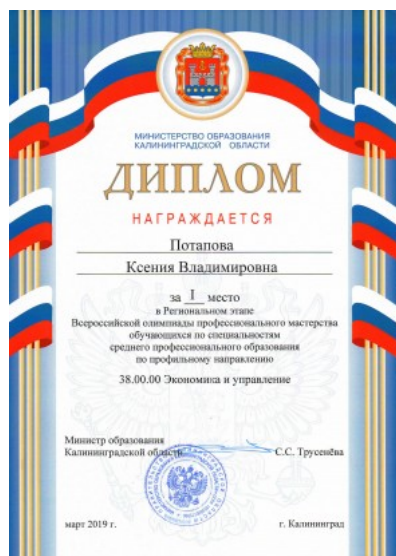 МИНИСТЕРСТВО ОБРАЗОВАНИЯ
КАЛИНИНГРАДСКОЙ ОБЛАСТИ
ДИПЛОМ
НАГРАЖДАЕТСЯ
Потапова
Ксения Владимировна
за I место
в Региональном этапе
Всероссийской олимпиады профессионального мастерства
обучающихся по специальностям
среднего профессионального образования
по профильному направлению
38.00.00 Экономика и управление
Министр образования
Калининградской области С.С. Трусенёва
март 2019 г. г. Калининград